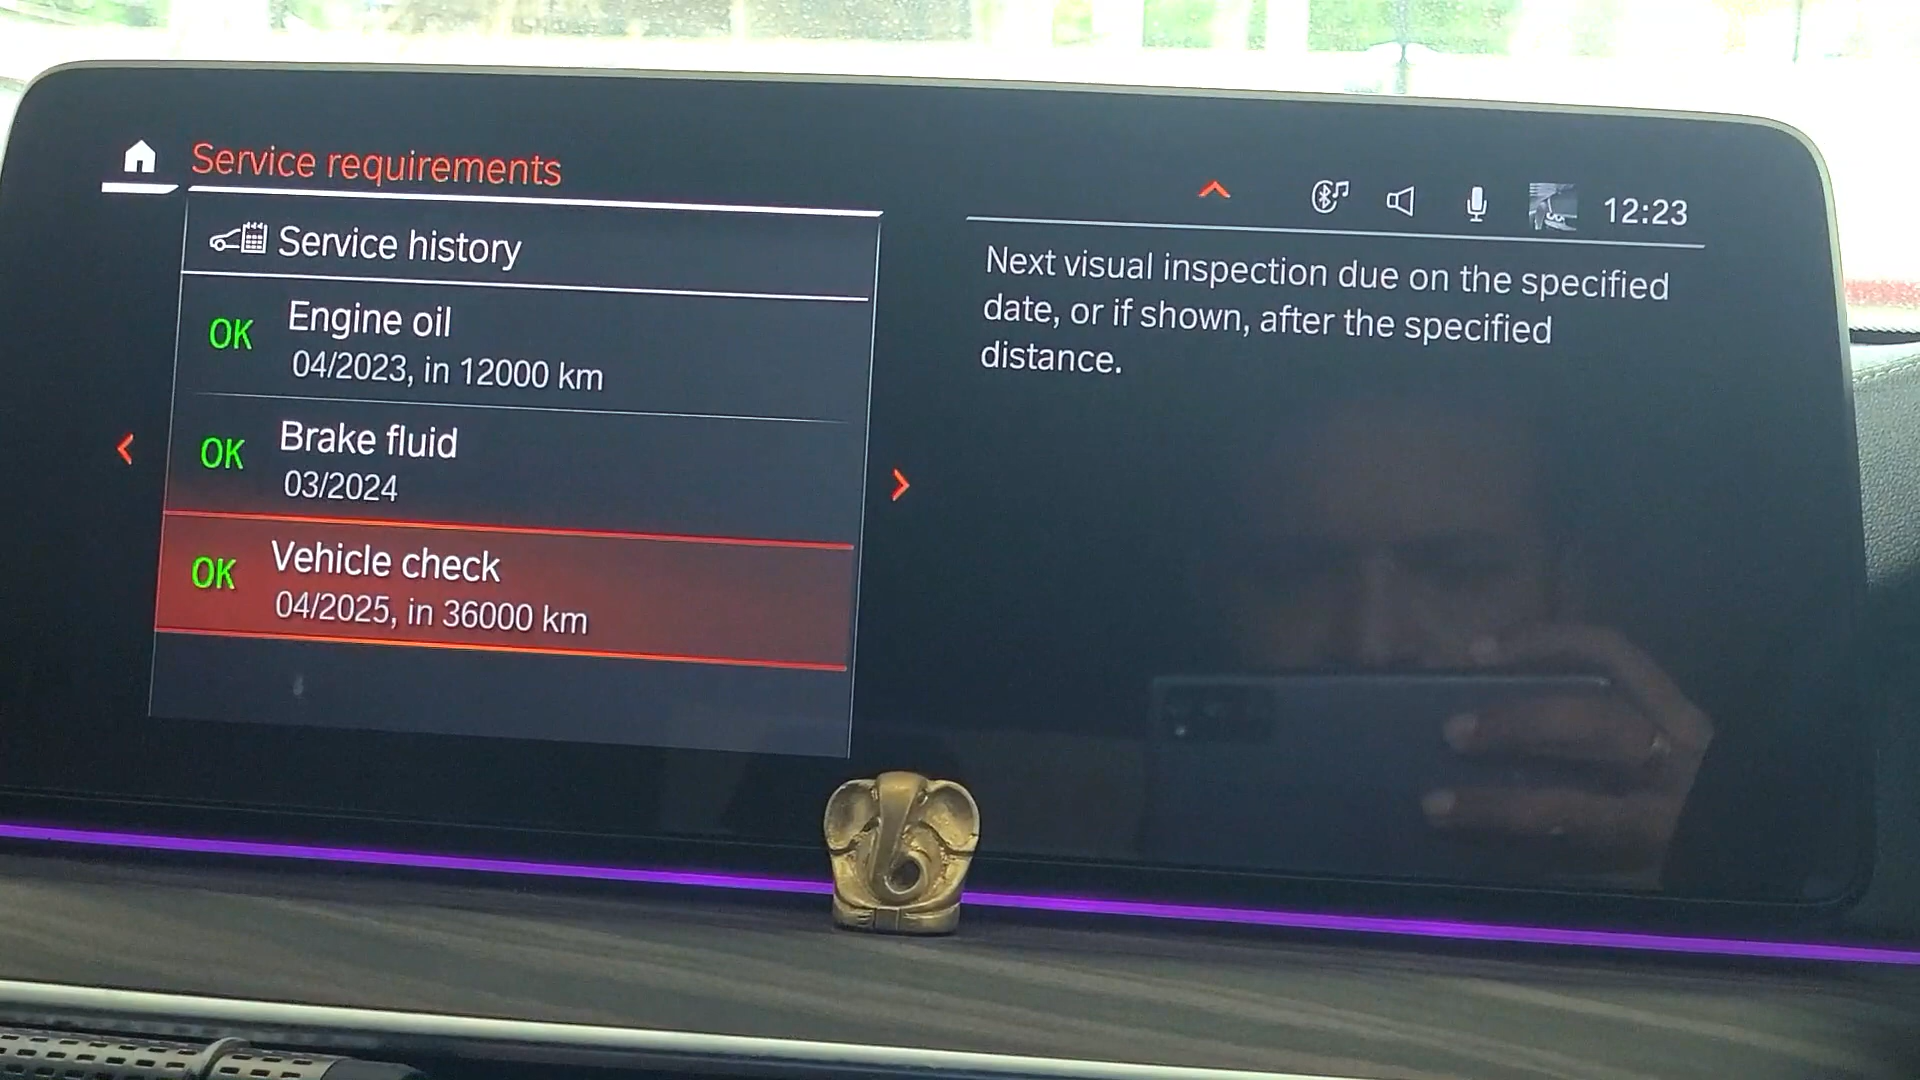 Service requirements
12:23
Service history
OK
Engine oil
04/2023, in 12000 km
OK
Brake fluid
03/2024
OK
Vehicle check
04/2025, in 36000 km
Next visual inspection due on the specified
date, or if shown, after the specified
distance.